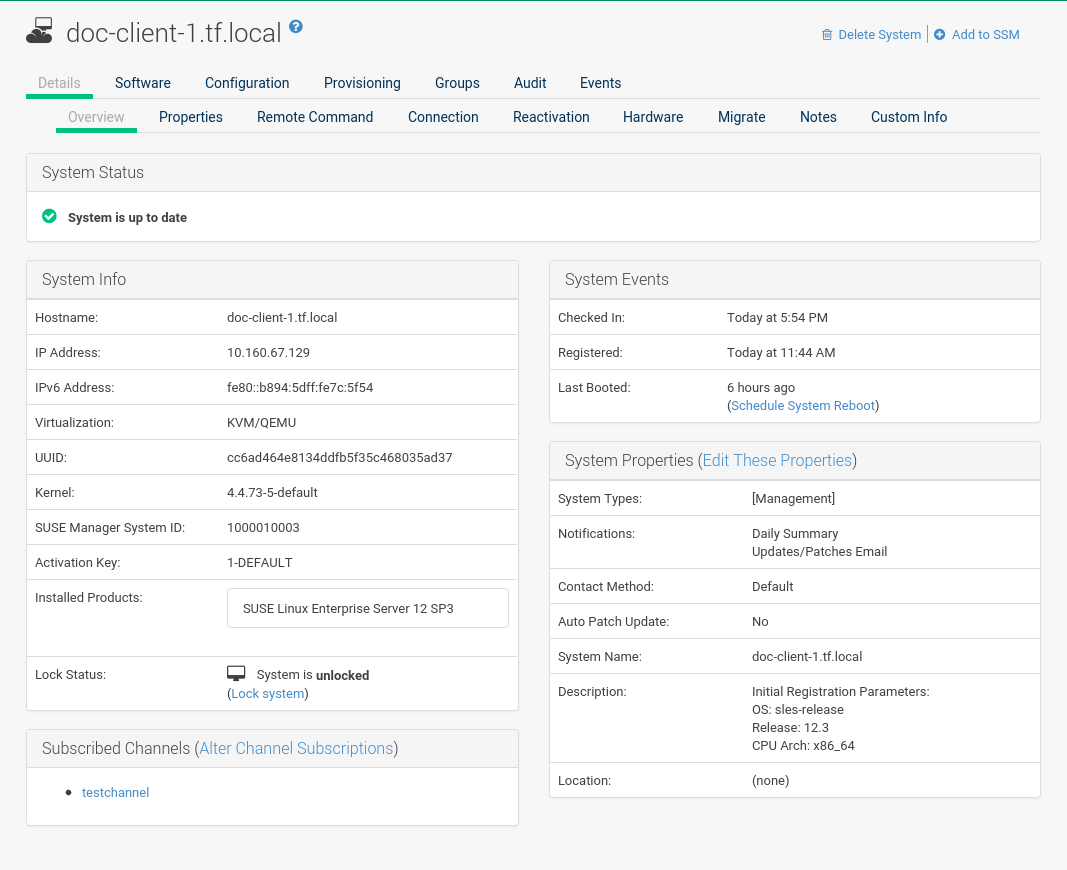 doc-client-1.tf.local ?
Delete System | Add to SSM
Details Software Configuration Provisioning Groups Audit Events
Overview Properties Remote Command Connection Reactivation Hardware Migrate Notes Custom Info
System Status
System is up to date
System Info
Hostname: doc-client-1.tf.local
IP Address: 10.160.67.129
IPv6 Address: fe80::b894:5dff:fe7c:5f54
Virtualization: KVM/QEMU
UUID: cc6ad464e8134ddfb5f35c468035ad37
Kernel: 4.4.73-5-default
SUSE Manager System ID: 1000010003
Activation Key: 1-DEFAULT
Installed Products: SUSE Linux Enterprise Server 12 SP3
Lock Status: System is unlocked
(Lock system)
Subscribed Channels (Alter Channel Subscriptions)
• testchannel
System Events
Checked In: Today at 5:54 PM
Registered: Today at 11:44 AM
Last Booted: 6 hours ago
(Schedule System Reboot)
System Properties (Edit These Properties)
System Types: [Management]
Notifications: Daily Summary
Updates/Patches Email
Contact Method: Default
Auto Patch Update: No
System Name: doc-client-1.tf.local
Description: Initial Registration Parameters:
OS: sles-release
Release: 12.3
CPU Arch: x86_64
Location: (none)